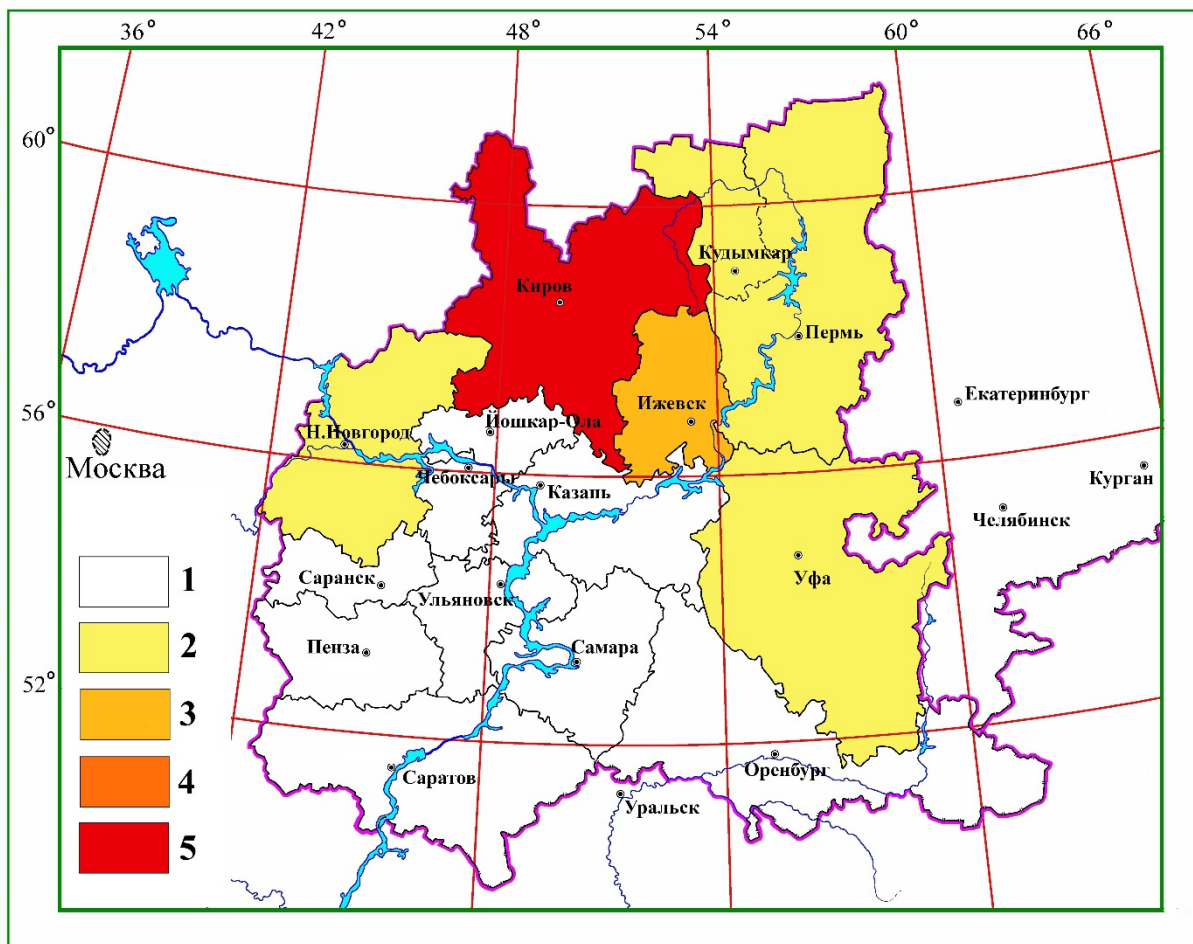 36° 42° 48° 54° 60° 66°
60°
Кудымкар
Киров
Пермь
Екатеринбург
56°
Ижевск
Йошкар-Ола
Н.Новгород
Москва
Чебоксары
Казань
Курган
Челябинск
1
Уфа
Саранск
Ульяновск
2
Пенза
Самара
52°
3
Оренбург
4
Саратов
Уральск
5